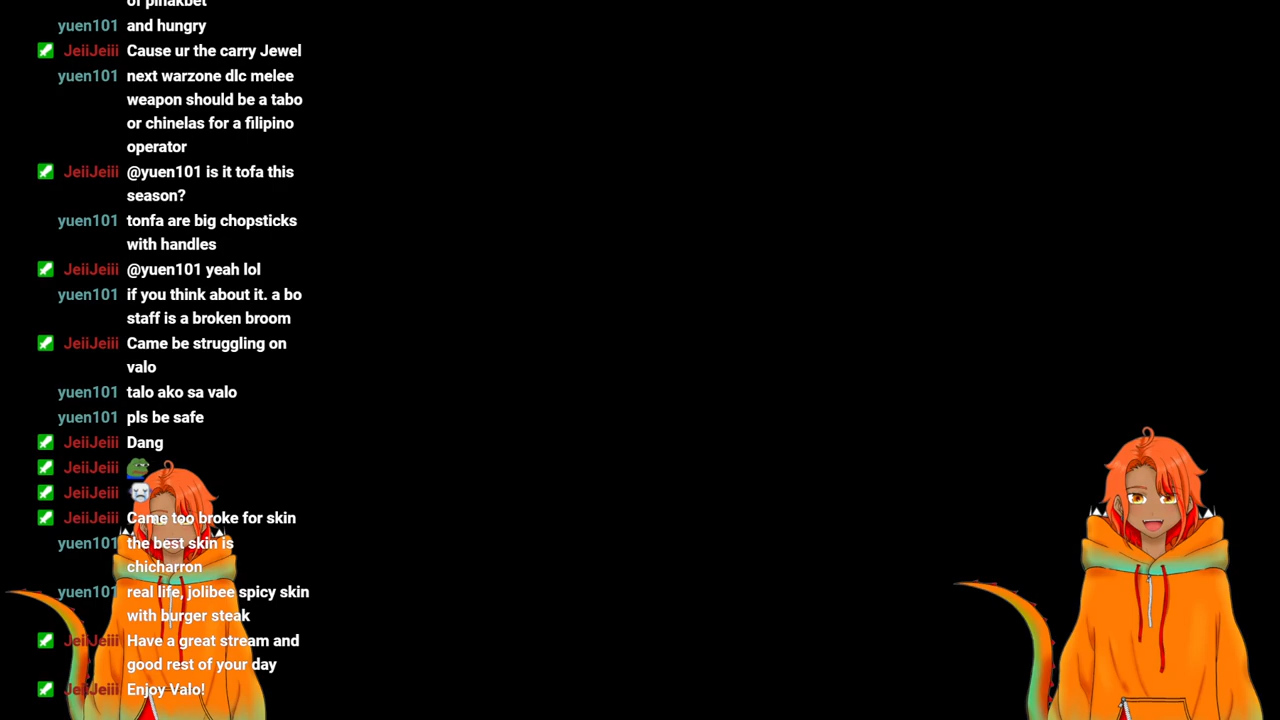 of pinakbet
yuen101 and hungry
JeiiJeiii Cause ur the carry Jewel
yuen101 next warzone dlc melee
weapon should be a tabo
or chinelas for a filipino
operator
JeiiJeiii @yuen101 is it tofa this
season?
yuen101 tonfa are big chopsticks
with handles
JeiiJeiii @yuen101 yeah lol
yuen101 if you think about it. a bo
staff is a broken broom
JeiiJeiii Came be struggling on
valo
yuen101 talo ako sa valo
yuen101 pls be safe
JeiiJeiii Dang
JeiiJeiii
JeiiJeiii
JeiiJeiii Came too broke for skin
yuen101 the best skin is
chicharron
yuen101 real life, jolibee spicy skin
with burger steak
JeiiJeiii Have a great stream and
good rest of your day
JeiiJeiii Enjoy Valo!